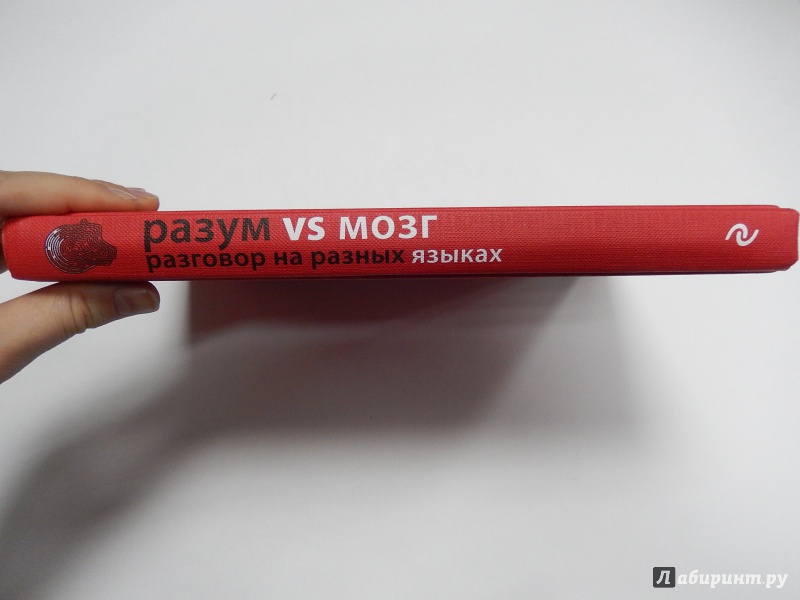 разум vs мозг
разговор на разных языках
Лабиринт.ру